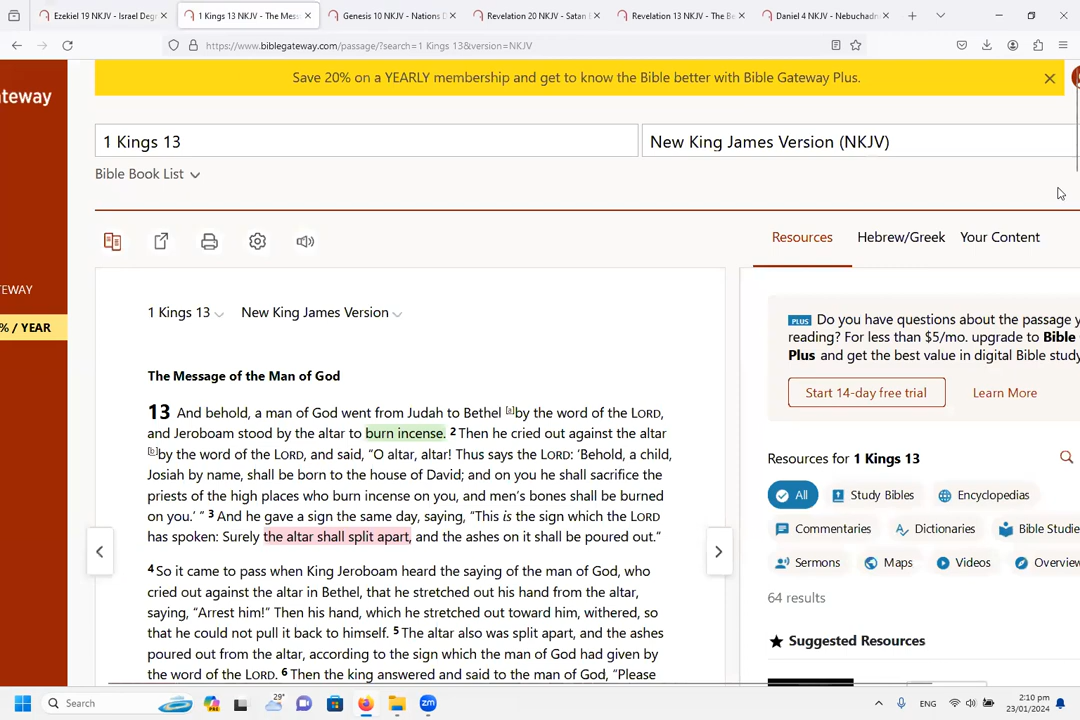 Ezekiel 19 NKJV - Israel Deg
1 Kings 13 NKJV - The Mess
Genesis 10 NKJV - Nations D
Revelation 20 NKJV - Satan
Revelation 13 NKJV - The Be
Daniel 4 NKJV - Nebuchad
https://www.biblegateway.com/passage/?search=1 Kings 13&version=NKJV
Save 20% on a YEARLY membership and get to know the Bible better with Bible Gateway Plus.
teway
1 Kings 13
New King James Version (NKJV)
Bible Book List
Resources
Hebrew/Greek
Your Content
EWAY
% / YEAR
1 Kings 13
New King James Version
The Message of the Man of God
13 And behold, a man of God went from Judah to Bethel [a]by the word of the LORD,
and Jeroboam stood by the altar to burn incense. 2 Then he cried out against the altar
[b]by the word of the LORD, and said, “O altar, altar! Thus says the LORD: ‘Behold, a child,
Josiah by name, shall be born to the house of David; and on you he shall sacrifice the
priests of the high places who burn incense on you, and men’s bones shall be burned
on you.’ ” 3 And he gave a sign the same day, saying, “This is the sign which the LORD
has spoken: Surely the altar shall split apart, and the ashes on it shall be poured out.”
4 So it came to pass when King Jeroboam heard the saying of the man of God, who
cried out against the altar in Bethel, that he stretched out his hand from the altar,
saying, “Arrest him!” Then his hand, which he stretched out toward him, withered, so
that he could not pull it back to himself. 5 The altar also was split apart, and the ashes
poured out from the altar, according to the sign which the man of God had given by
the word of the LORD. 6 Then the king answered and said to the man of God, “Please
PLUS Do you have questions about the passage y
reading? For less than $5/mo. upgrade to Bible
Plus and get the best value in digital Bible study
Start 14-day free trial
Learn More
Resources for 1 Kings 13
All
Study Bibles
Encyclopedias
Commentaries
Dictionaries
Bible Studie
Sermons
Maps
Videos
Overview
64 results
Suggested Resources
Search
29°
zm
ENG
2:10 pm
23/01/2024